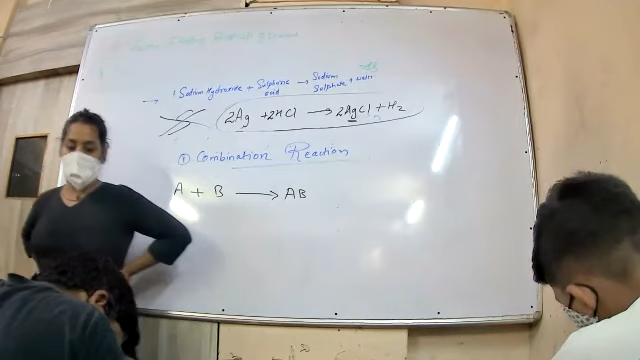 → 1 Sodium Hydroxide + Sulphuric acid → Sodium Sulphate + water
2Ag + 2HCl → 2AgCl + H₂
① Combination Reaction
A + B → AB